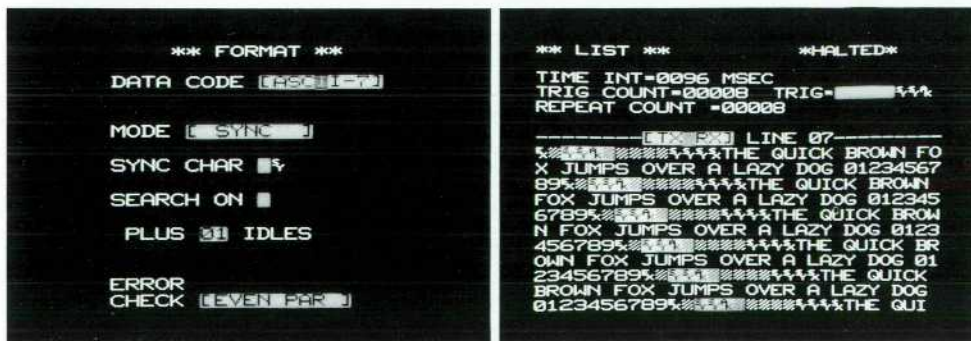 ** FORMAT **
DATA CODE [ASCII-7]
MODE [ SYNC ]
SYNC CHAR
SEARCH ON
PLUS 01 IDLES
ERROR
CHECK [EVEN PAR ]
** LIST ** *HALTED*
TIME INT=0096 MSEC
TRIG COUNT=00008 TRIG=
REPEAT COUNT =00008
[TX RX] LINE 07
THE QUICK BROWN FO
X JUMPS OVER A LAZY DOG 01234567
89 THE QUICK BROWN
FOX JUMPS OVER A LAZY DOG 012345
6789 THE QUICK BROW
N FOX JUMPS OVER A LAZY DOG 0123
456789 THE QUICK BR
OWN FOX JUMPS OVER A LAZY DOG 01
23456789 THE QUICK
BROWN FOX JUMPS OVER A LAZY DOG
0123456789 THE QUI